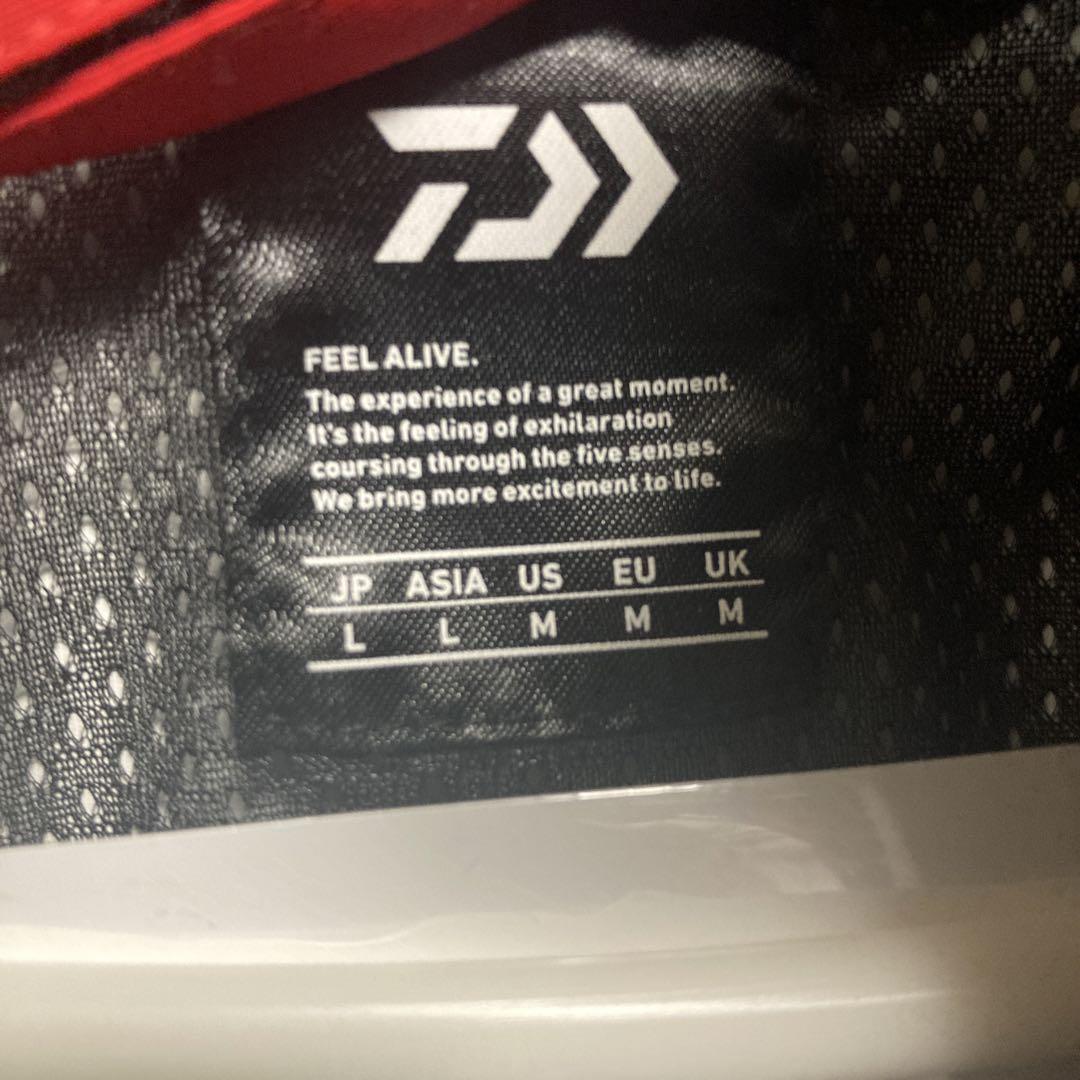 FEEL ALIVE.
The experience of a great moment.
It's the feeling of exhilaration
coursing through the five senses.
We bring more excitement to life.
JP ASIA US EU UK
L L M M M